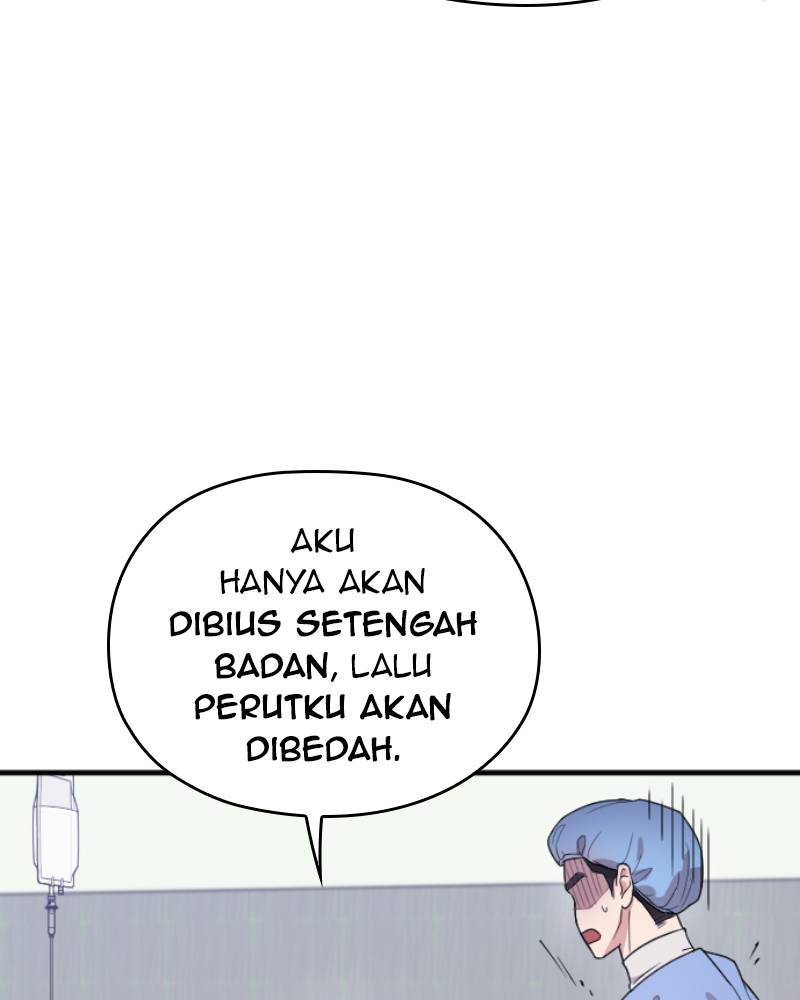 AKU
HANYA AKAN
DIBIUS SETENGAH
BADAN, LALU
PERUTKU AKAN
DIBEDAH.